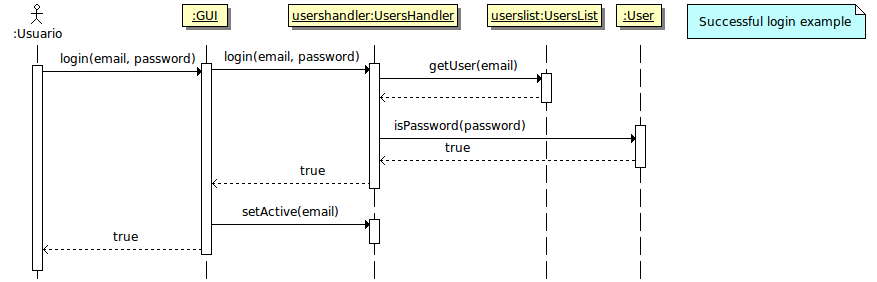 :Usuario
:GUI
usershandler:UsersHandler
userslist:UsersList
:User
Successful login example
login(email, password)
login(email, password)
getUser(email)
isPassword(password)
true
true
setActive(email)
true